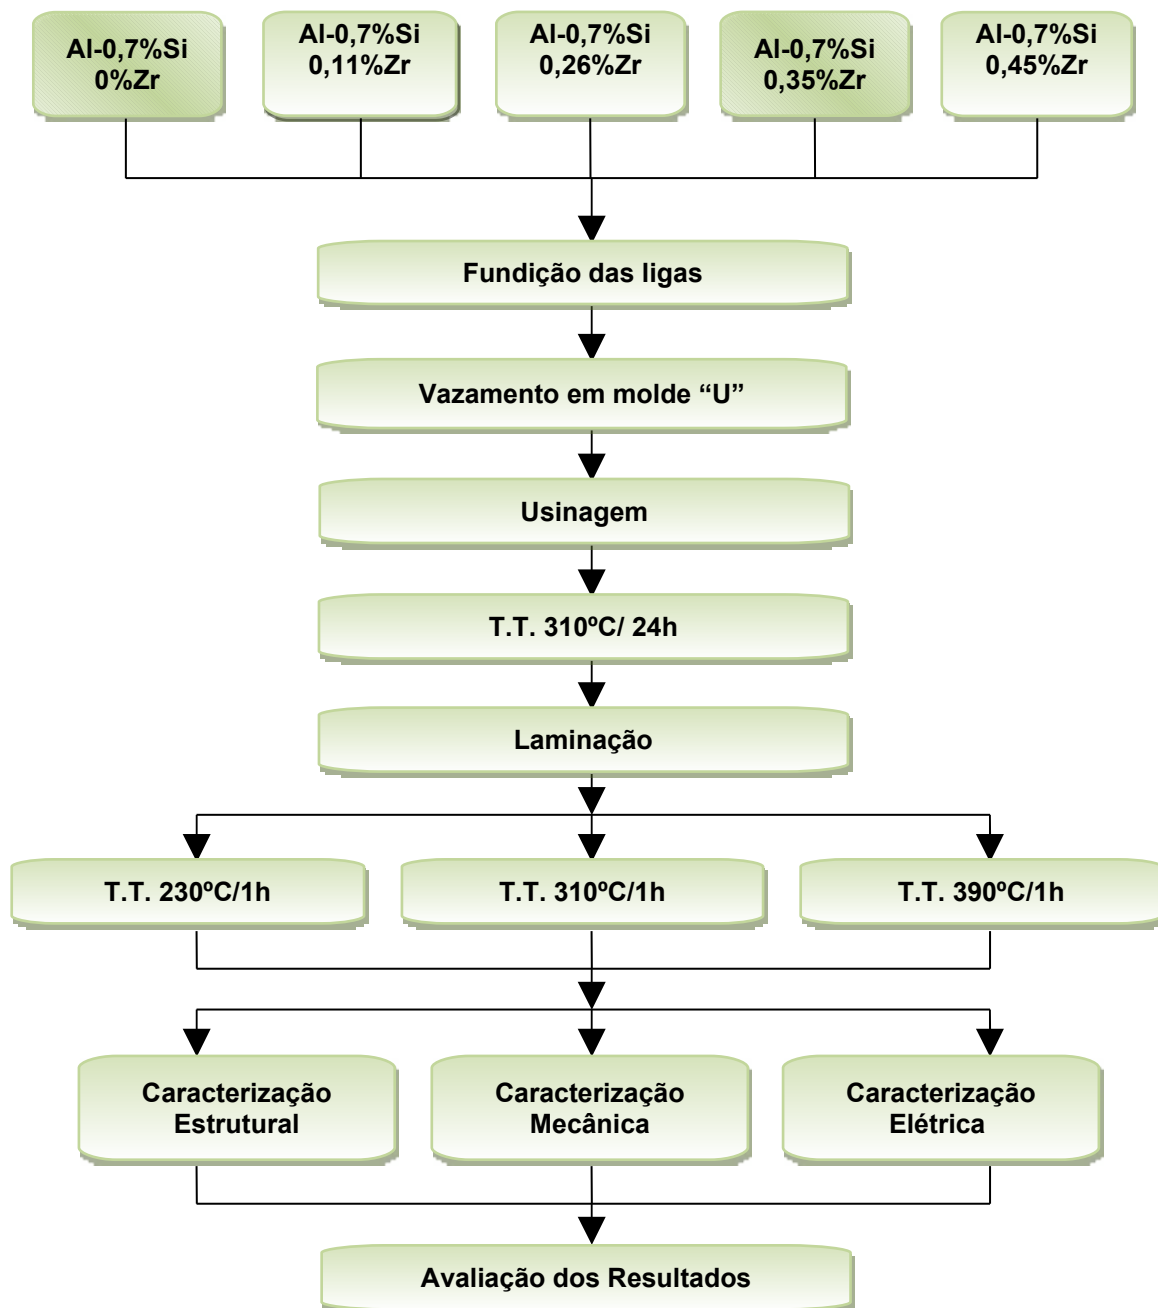 Al-0,7%Si
0%Zr
Al-0,7%Si
0,11%Zr
Al-0,7%Si
0,26%Zr
Al-0,7%Si
0,35%Zr
Al-0,7%Si
0,45%Zr
Fundição das ligas
Vazamento em molde “U”
Usinagem
T.T. 310ºC/ 24h
Laminação
T.T. 230ºC/1h
T.T. 310ºC/1h
T.T. 390ºC/1h
Caracterização
Estrutural
Caracterização
Mecânica
Caracterização
Elétrica
Avaliação dos Resultados